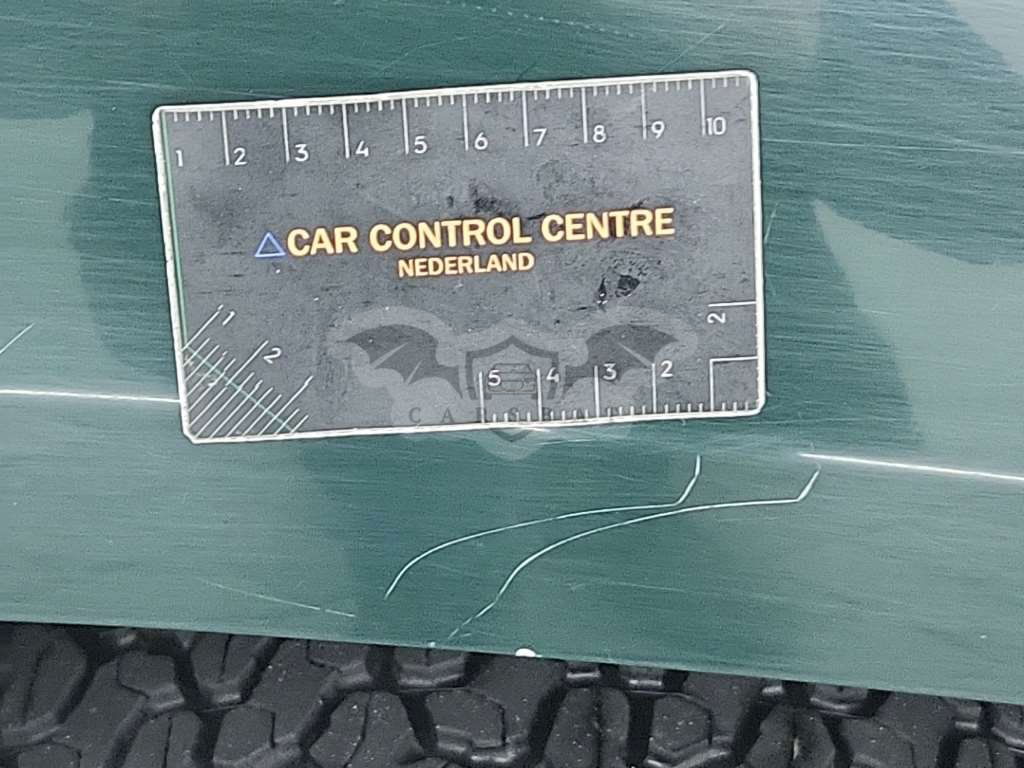 1 2 3 4 5 6 7 8 9 10
CAR CONTROL CENTRE
NEDERLAND
1
2
2
5 4 3 2
CARSBAT